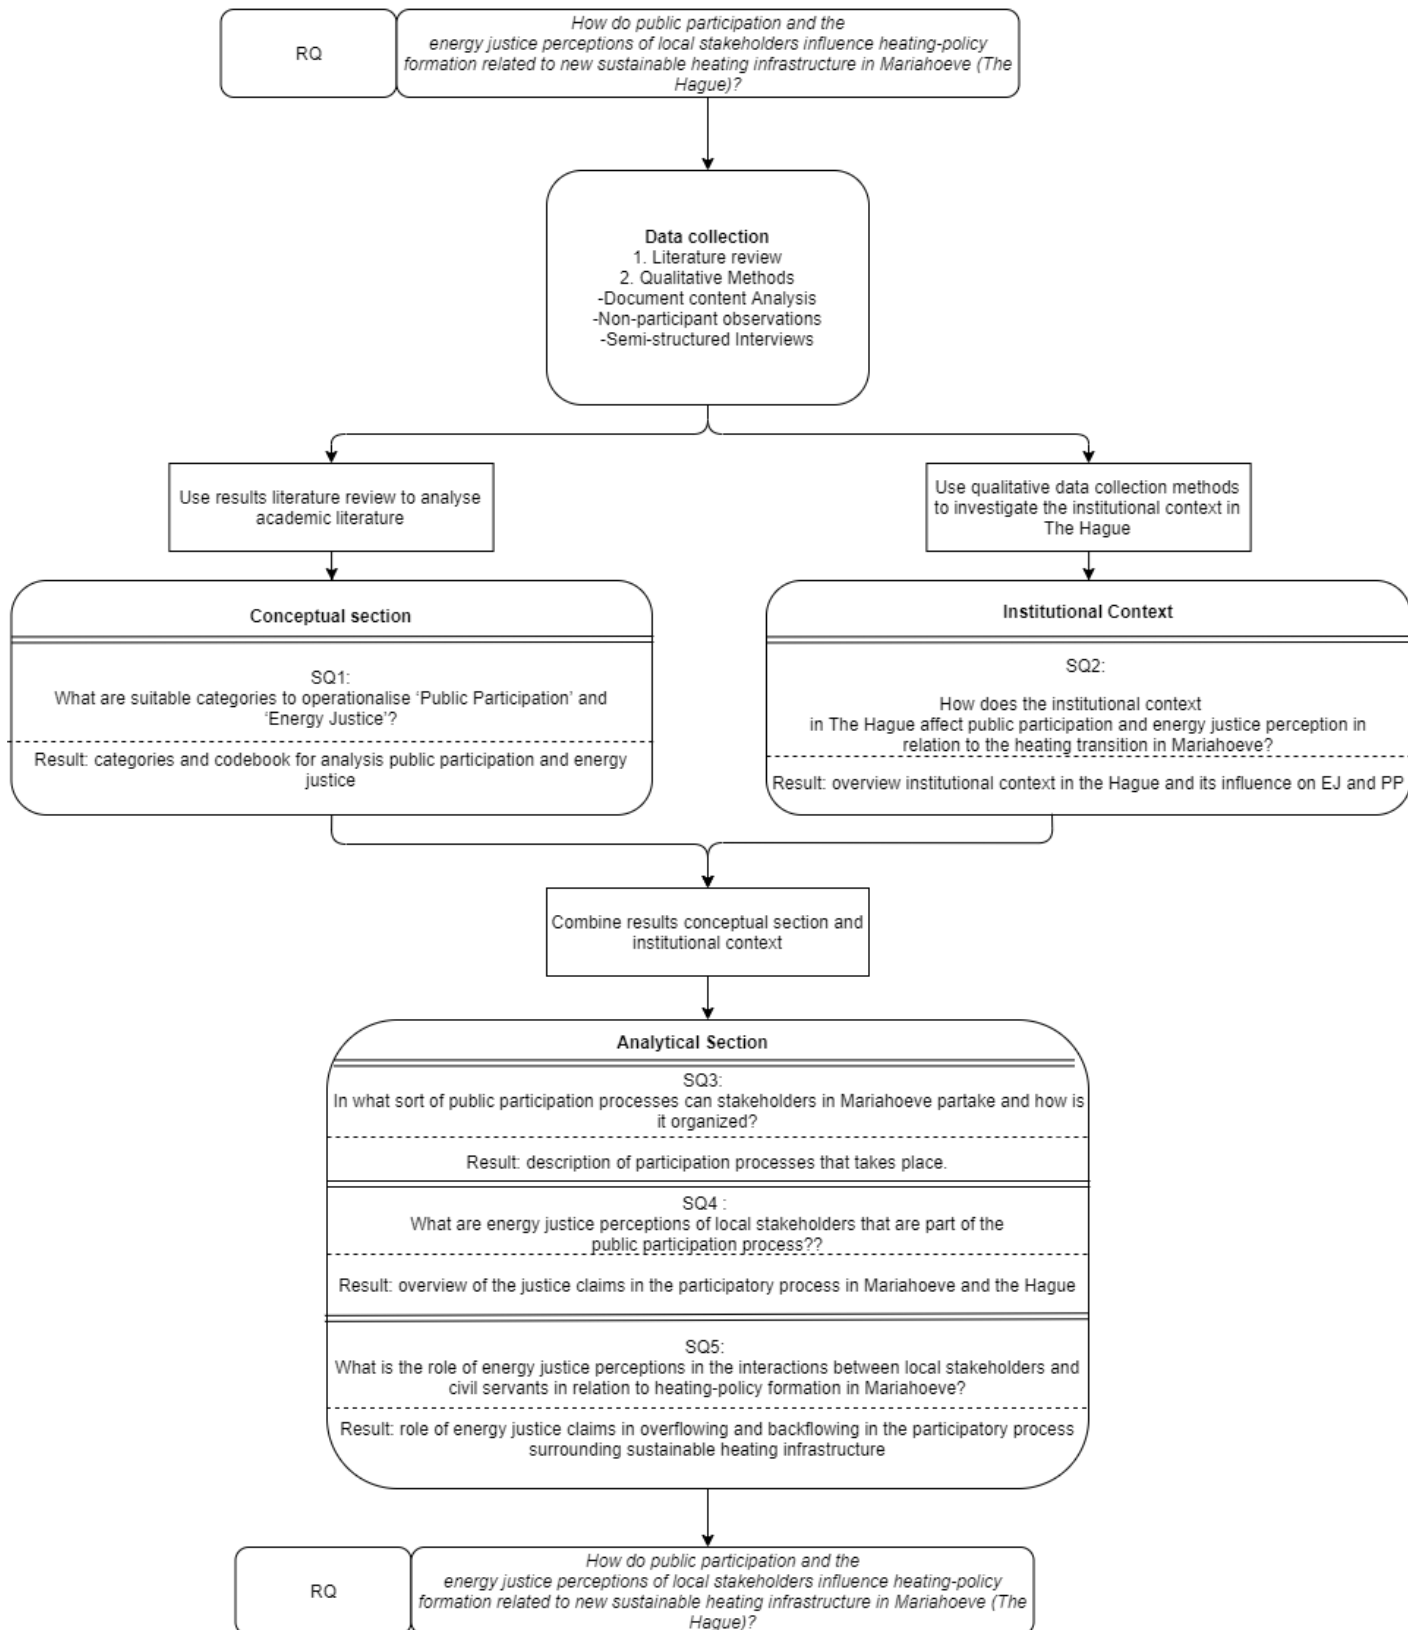 RQ
How do public participation and the
energy justice perceptions of local stakeholders influence heating-policy
formation related to new sustainable heating infrastructure in Mariahoeve (The
Hague)?
Data collection
1. Literature review
2. Qualitative Methods
-Document content Analysis
-Non-participant observations
-Semi-structured Interviews
Use results literature review to analyse
academic literature
Use qualitative data collection methods
to investigate the institutional context in
The Hague
Conceptual section
SQ1:
What are suitable categories to operationalise ‘Public Participation’ and
‘Energy Justice’?
Result: categories and codebook for analysis public participation and energy
justice
Institutional Context
SQ2:
How does the institutional context
in The Hague affect public participation and energy justice perception in
relation to the heating transition in Mariahoeve?
Result: overview institutional context in the Hague and its influence on EJ and PP
Combine results conceptual section and
institutional context
Analytical Section
SQ3:
In what sort of public participation processes can stakeholders in Mariahoeve partake and how is
it organized?
Result: description of participation processes that takes place.
SQ4 :
What are energy justice perceptions of local stakeholders that are part of the
public participation process??
Result: overview of the justice claims in the participatory process in Mariahoeve and the Hague
SQ5:
What is the role of energy justice perceptions in the interactions between local stakeholders and
civil servants in relation to heating-policy formation in Mariahoeve?
Result: role of energy justice claims in overflowing and backflowing in the participatory process
surrounding sustainable heating infrastructure
RQ
How do public participation and the
energy justice perceptions of local stakeholders influence heating-policy
formation related to new sustainable heating infrastructure in Mariahoeve (The
Hague)?